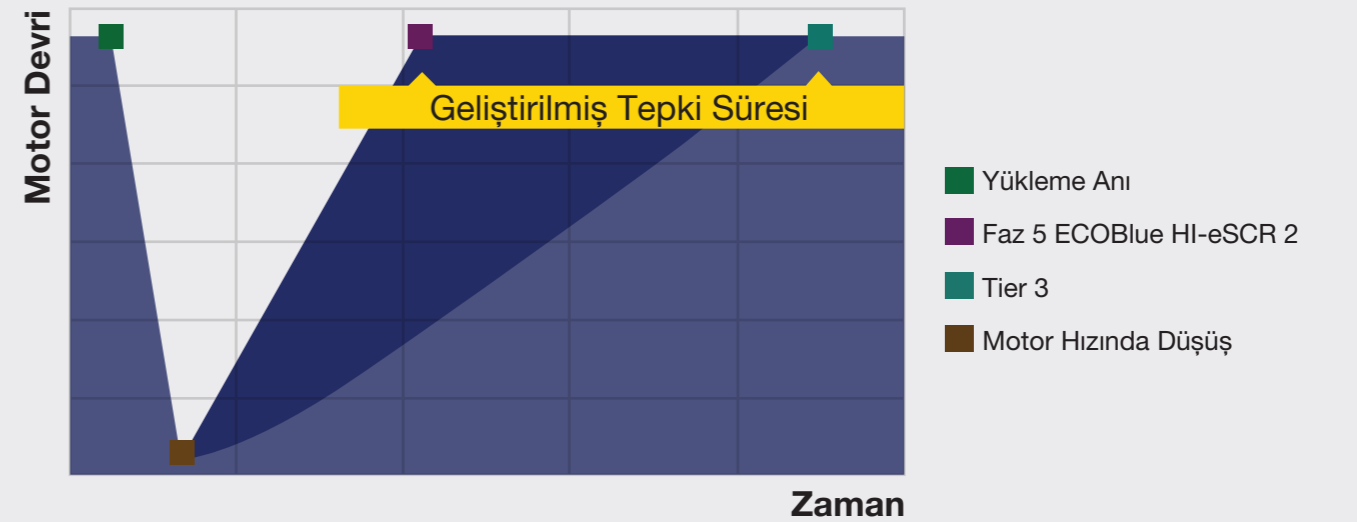 Motor Devri
Geliştirilmiş Tepki Süresi
Zaman
Yükleme Anı
Faz 5 ECOBlue HI-eSCR 2
Tier 3
Motor Hızında Düşüş